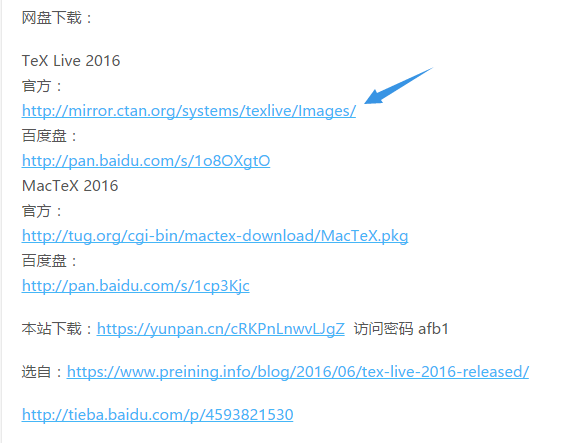 网盘下载：
TeX Live 2016
官方：
http://mirror.ctan.org/systems/texlive/Images/
百度盘：
http://pan.baidu.com/s/1o8OXgtO
MacTeX 2016
官方：
http://tug.org/cgi-bin/mactex-download/MacTeX.pkg
百度盘：
http://pan.baidu.com/s/1cp3Kjc
本站下载：https://yunpan.cn/cRKPnLnwvLJgZ 访问密码 afb1
选自：https://www.preining.info/blog/2016/06/tex-live-2016-released/
http://tieba.baidu.com/p/4593821530